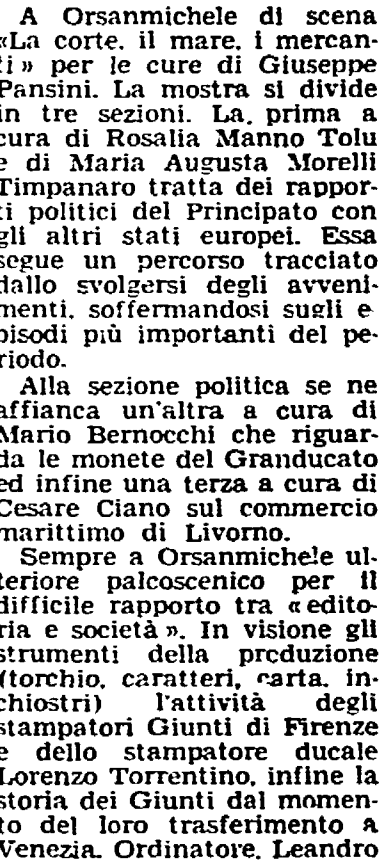 A Orsanmichele di scena
«La corte, il mare, i mercan-
ti» per le cure di Giuseppe
Pansini. La mostra si divide
in tre sezioni. La, prima a
cura di Rosalia Manno Tolu
e di Maria Augusta Morelli
Timpanaro tratta dei rappor-
ti politici del Principato con
gli altri stati europei. Essa
segue un percorso tracciato
dallo svolgersi degli avveni-
menti, soffermandosi sugli e-
pisodi più importanti del pe-
riodo.
Alla sezione politica se ne
affianca un'altra a cura di
Mario Bernocchi che riguar-
da le monete del Granducato
ed infine una terza a cura di
Cesare Ciano sul commercio
marittimo di Livorno.
Sempre a Orsanmichele ul-
teriore palcoscenico per il
difficile rapporto tra «edito-
ria e società». In visione gli
strumenti della produzione
(torchio, caratteri, carta, in-
chiostri) l'attività degli
stampatori Giunti di Firenze
e dello stampatore ducale
Lorenzo Torrentino, infine la
storia dei Giunti dal momen-
to del loro trasferimento a
Venezia. Ordinatore, Leandro